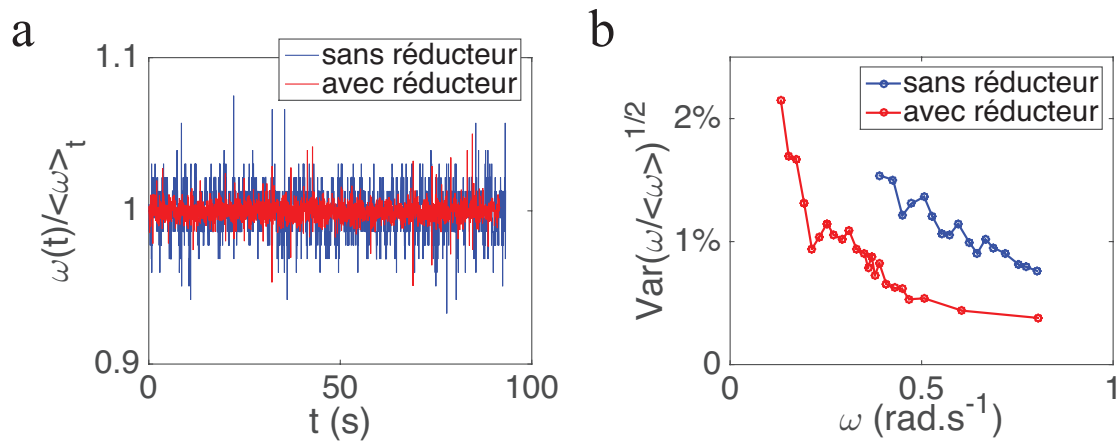 a
1.1
sans réducteur
avec réducteur
ω(t)/<ω>t
1
0.9
0
50
100
t (s)
b
sans réducteur
avec réducteur
Var(ω/<ω>)^1/2
2%
1%
0
0
0.5
1
ω (rad.s^-1)